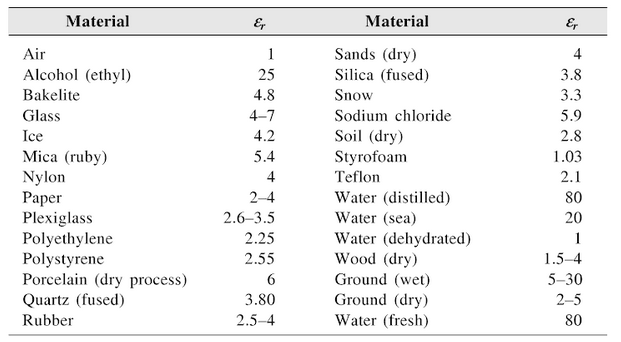 Material εr Material εr
Air 1 Sands (dry) 4
Alcohol (ethyl) 25 Silica (fused) 3.8
Bakelite 4.8 Snow 3.3
Glass 4–7 Sodium chloride 5.9
Ice 4.2 Soil (dry) 2.8
Mica (ruby) 5.4 Styrofoam 1.03
Nylon 4 Teflon 2.1
Paper 2–4 Water (distilled) 80
Plexiglass 2.6–3.5 Water (sea) 20
Polyethylene 2.25 Water (dehydrated) 1
Polystyrene 2.55 Wood (dry) 1.5–4
Porcelain (dry process) 6 Ground (wet) 5–30
Quartz (fused) 3.80 Ground (dry) 2–5
Rubber 2.5–4 Water (fresh) 80